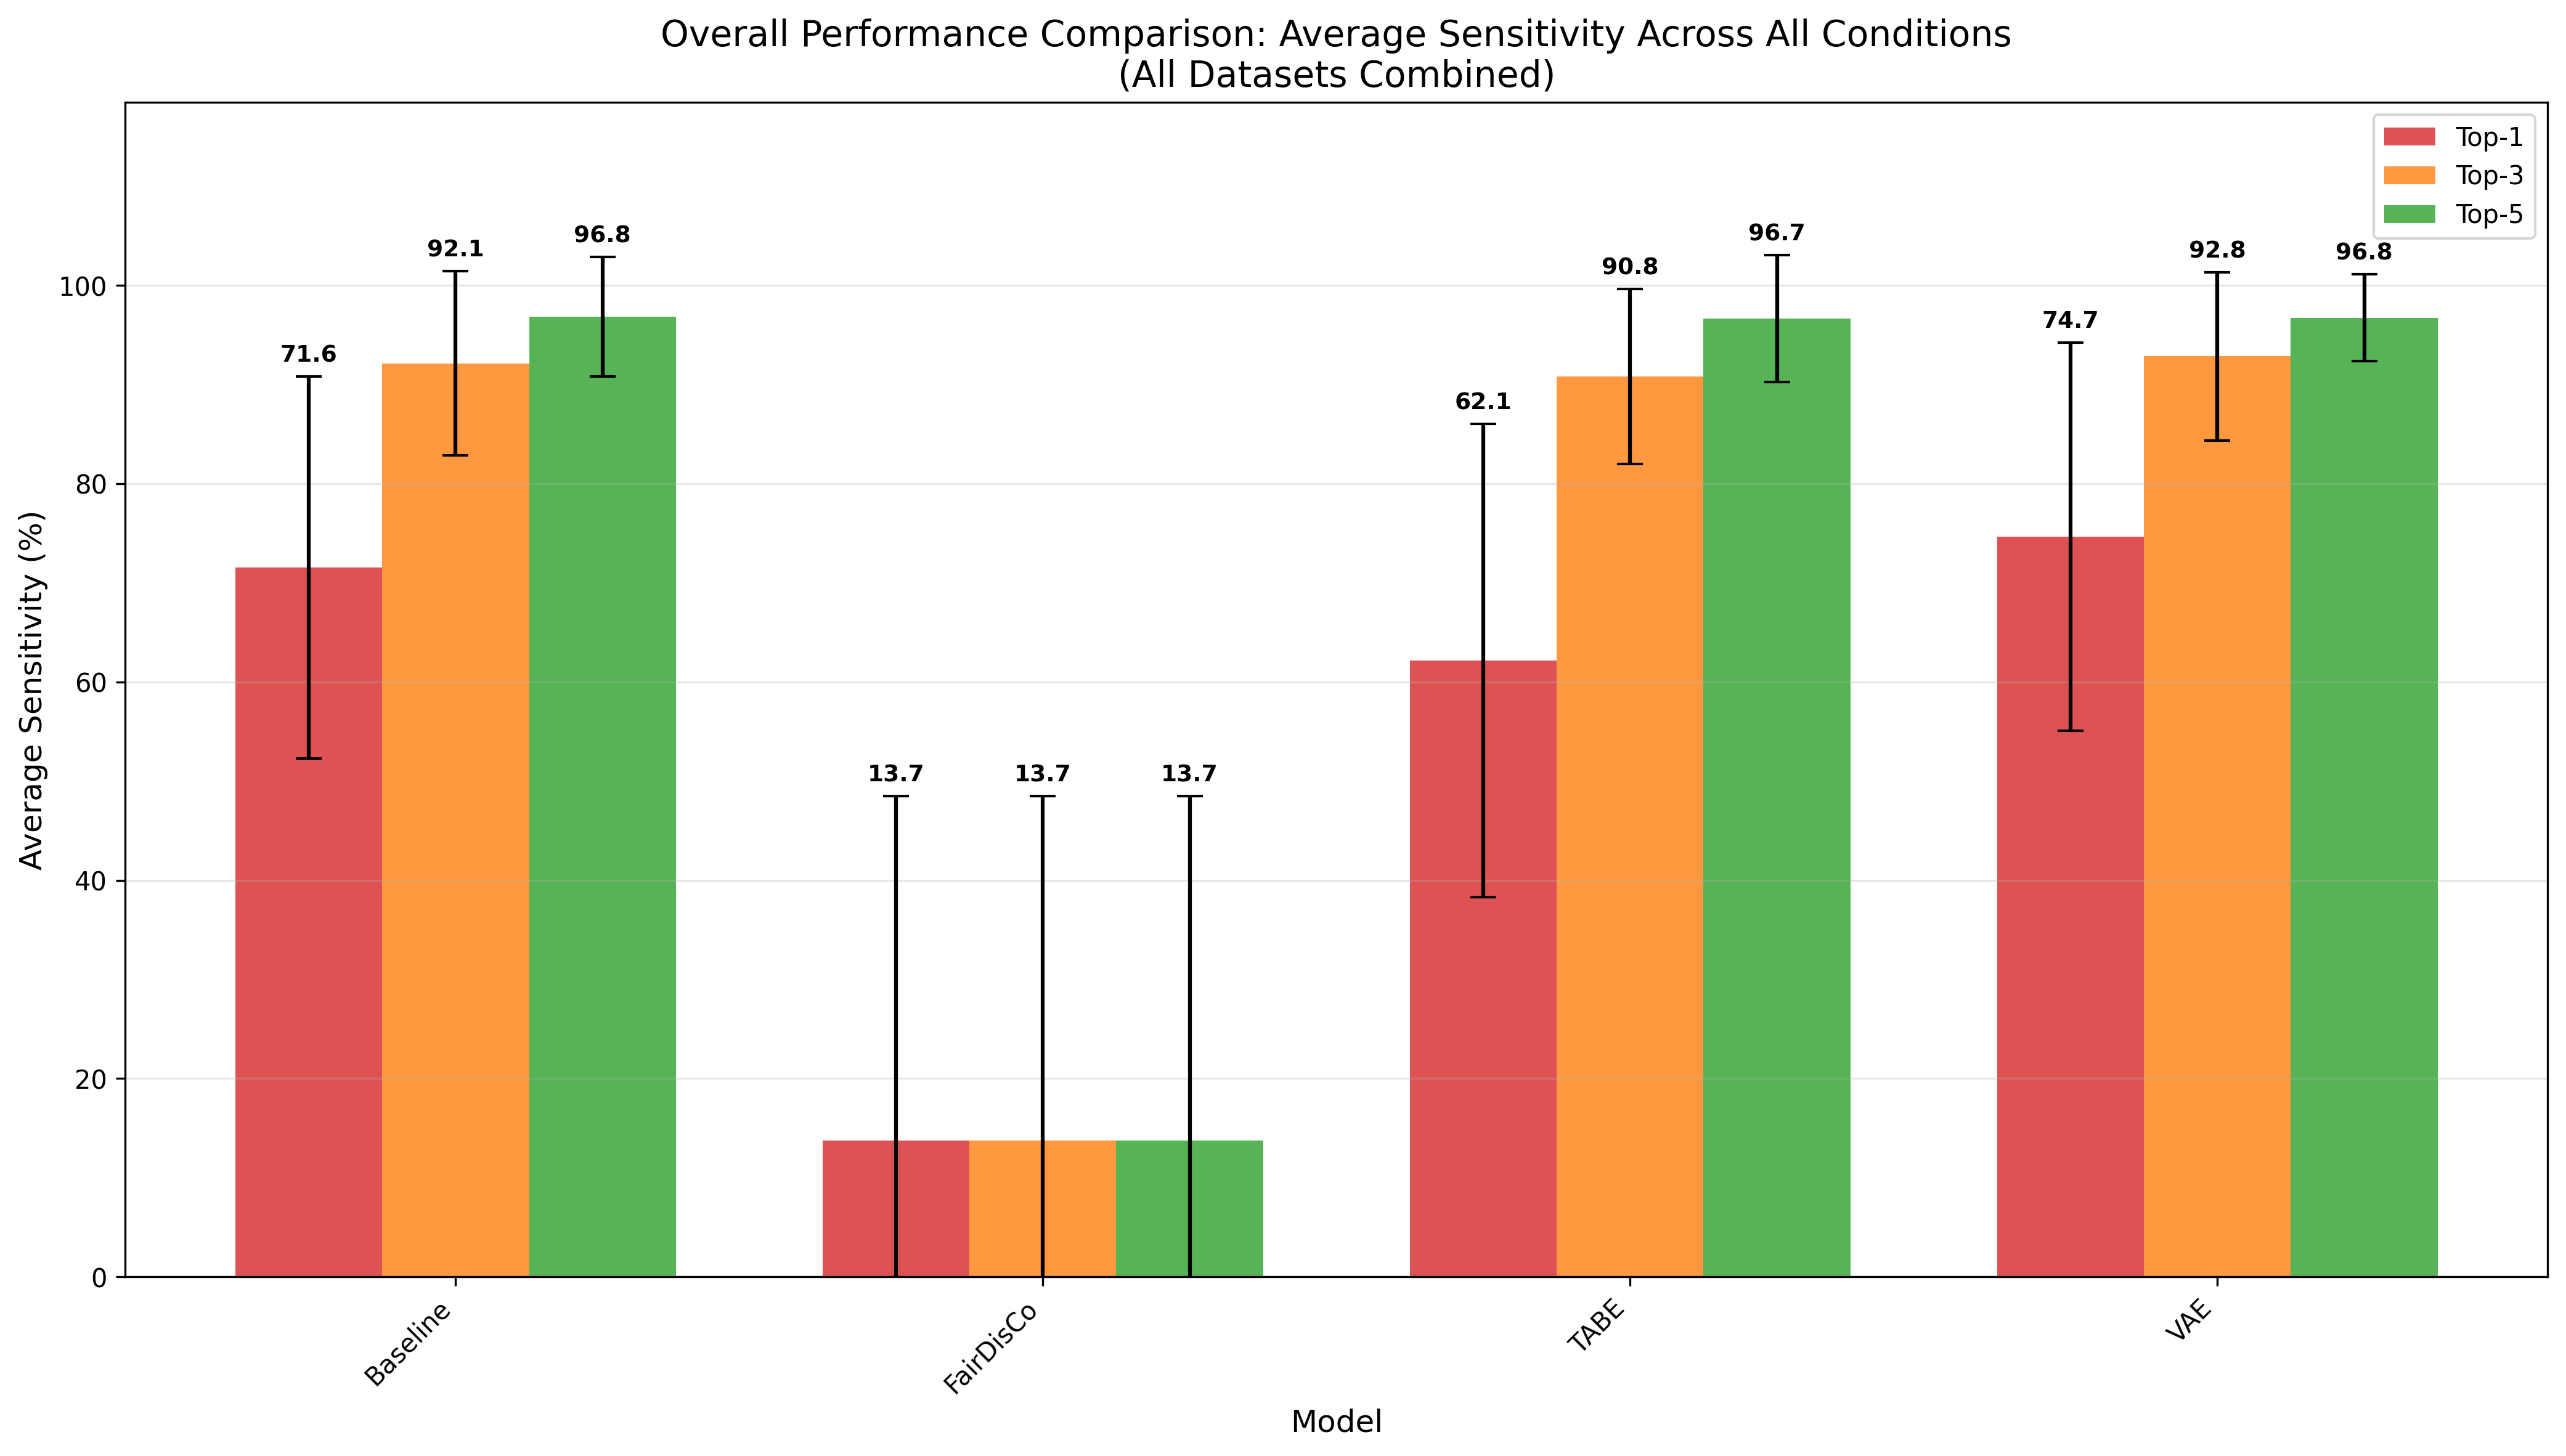 Overall Performance Comparison: Average Sensitivity Across All Conditions
(All Datasets Combined)
Top-1
Top-3
Top-5
Average Sensitivity (%)
100
80
60
40
20
0
71.6
92.1
96.8
13.7
13.7
13.7
62.1
90.8
96.7
74.7
92.8
96.8
Baseline
FairDisCo
TABE
VAE
Model